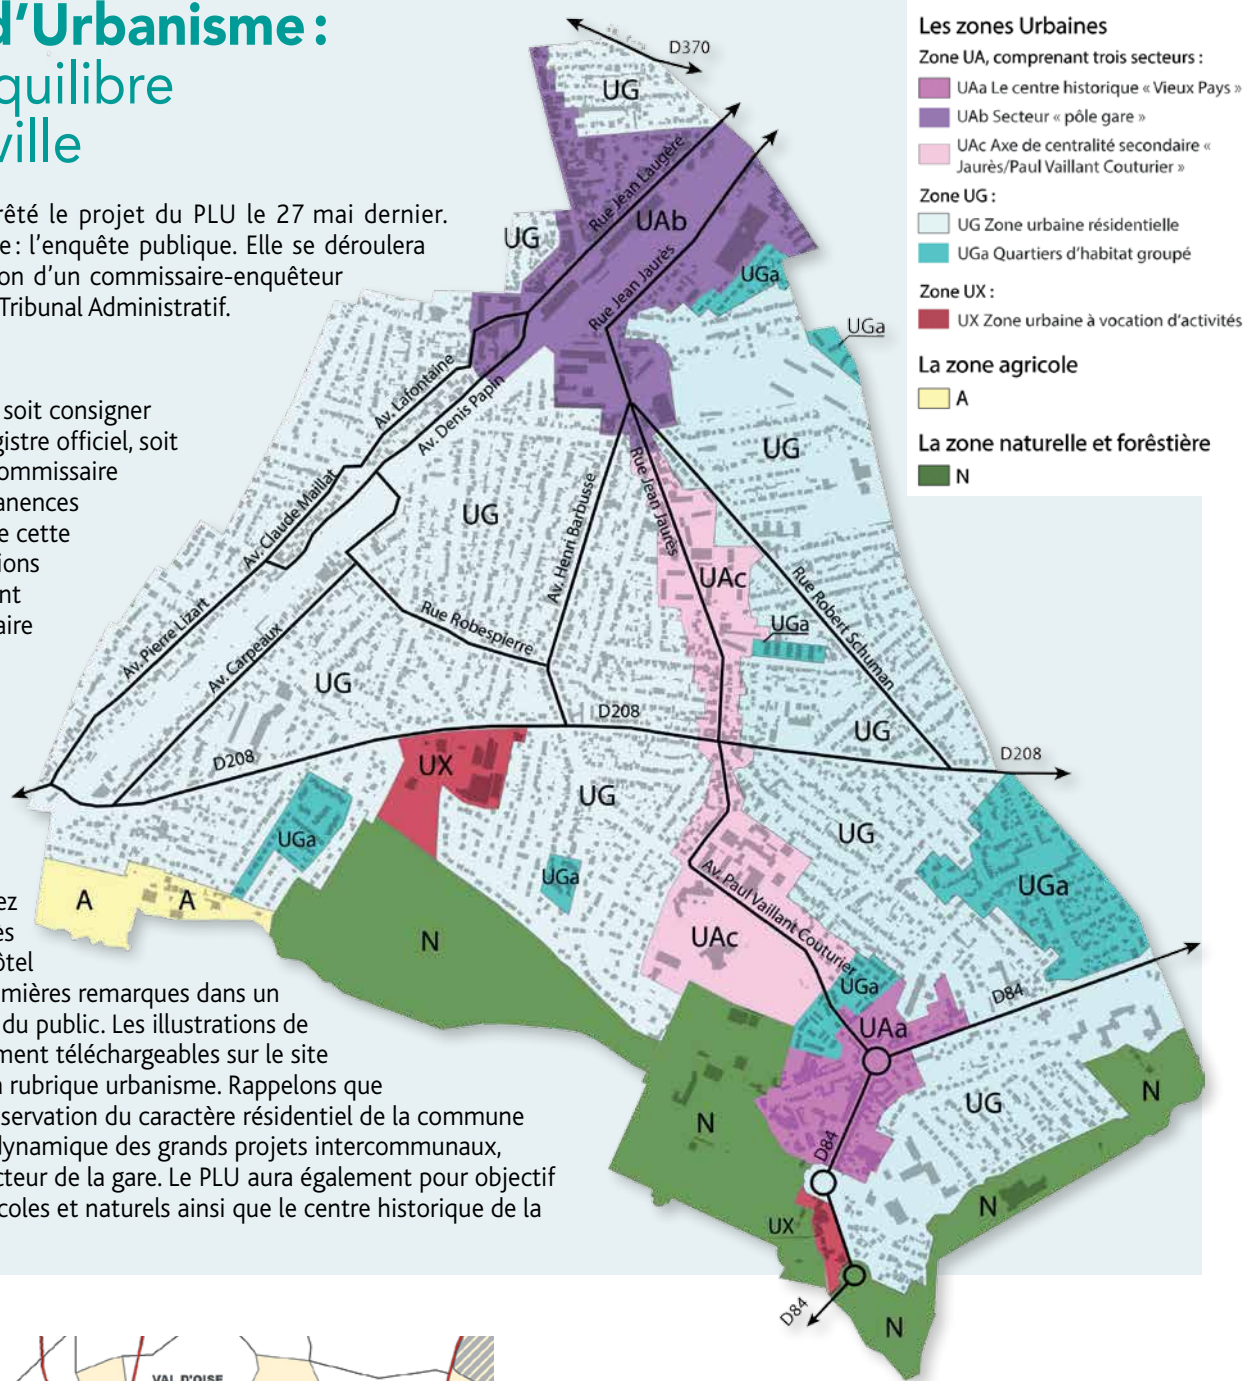 d'Urbanisme :
quilibre
ville
rêté le projet du PLU le 27 mai dernier.
e : l'enquête publique. Elle se déroulera
on d'un commissaire-enquêteur
Tribunal Administratif.
soit consigner
gistre officiel, soit
ommissaire
anences
e cette
ions
nt
aire
ez
es
ôtel
mières remarques dans un
du public. Les illustrations de
ment téléchargeables sur le site
a rubrique urbanisme. Rappelons que
servation du caractère résidentiel de la commune
dynamique des grands projets intercommunaux,
cteur de la gare. Le PLU aura également pour objectif
coles et naturels ainsi que le centre historique de la
Les zones Urbaines
Zone UA, comprenant trois secteurs :
UAa Le centre historique « Vieux Pays »
UAb Secteur « pôle gare »
UAc Axe de centralité secondaire «
Jaurès/Paul Vaillant Couturier »
Zone UG :
UG Zone urbaine résidentielle
UGa Quartiers d'habitat groupé
Zone UX :
UX Zone urbaine à vocation d'activités
La zone agricole
A
La zone naturelle et forêstière
N
D370
UG
Rue Jean Laugère
UAb
UG
Rue Jean Jaurès
UGa
UGa
Av. Lafontaine
Av. Denis Papin
UG
Rue Jean Jaurès
Av. Claude Maillat
UG
Av. Henri Barbusse
UAc
Rue Robert Schuman
Av. Pierre Lizart
Rue Robespierre
UGa
Av. Carpeaux
UG
D208
UG
D208
D208
UX
UG
UG
UGa
UGa
Av. Paul Vaillant Couturier
UGa
A
A
N
UAc
UGa
D84
UAa
N
UG
N
D84
N
UX
D84
N
VAL D'OISE